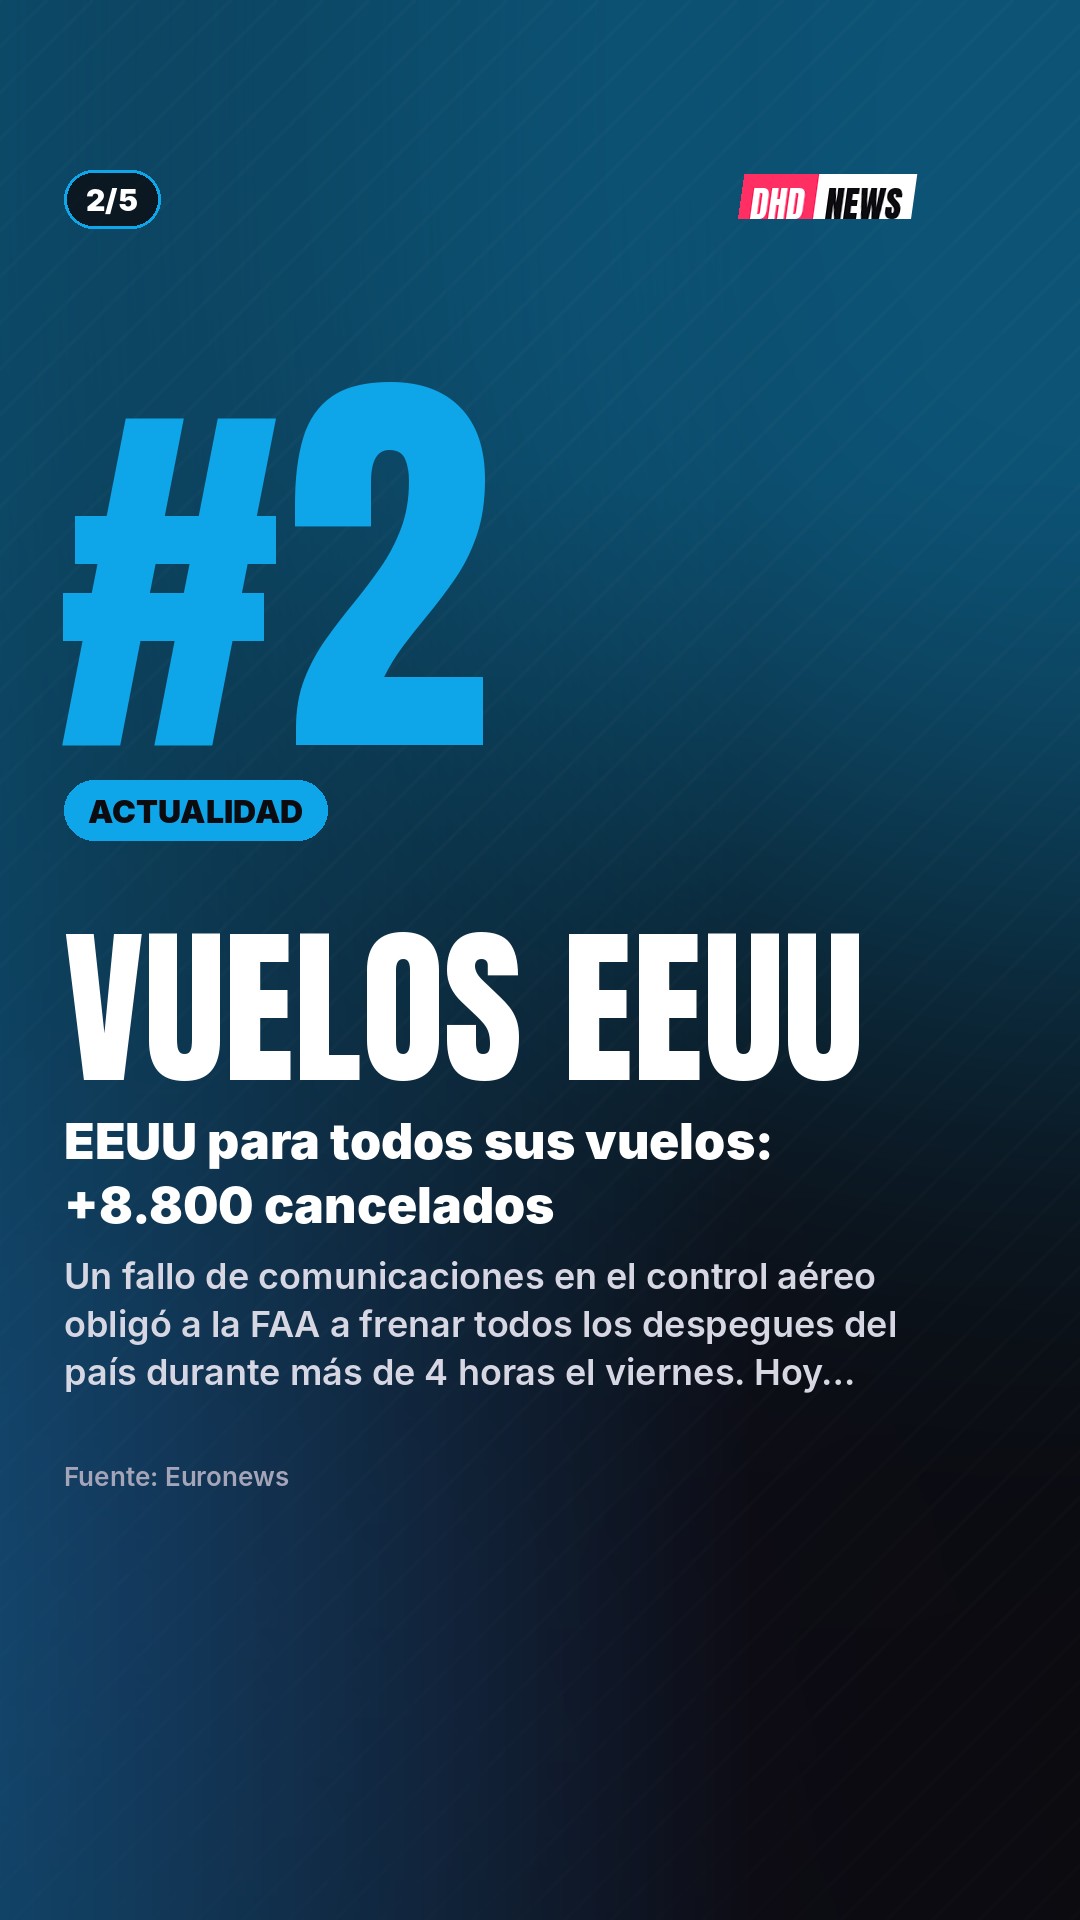 2/5
DHD NEWS
#2
ACTUALIDAD
VUELOS EEUU
EEUU para todos sus vuelos:
+8.800 cancelados
Un fallo de comunicaciones en el control aéreo
obligó a la FAA a frenar todos los despegues del
país durante más de 4 horas el viernes. Hoy...
Fuente: Euronews